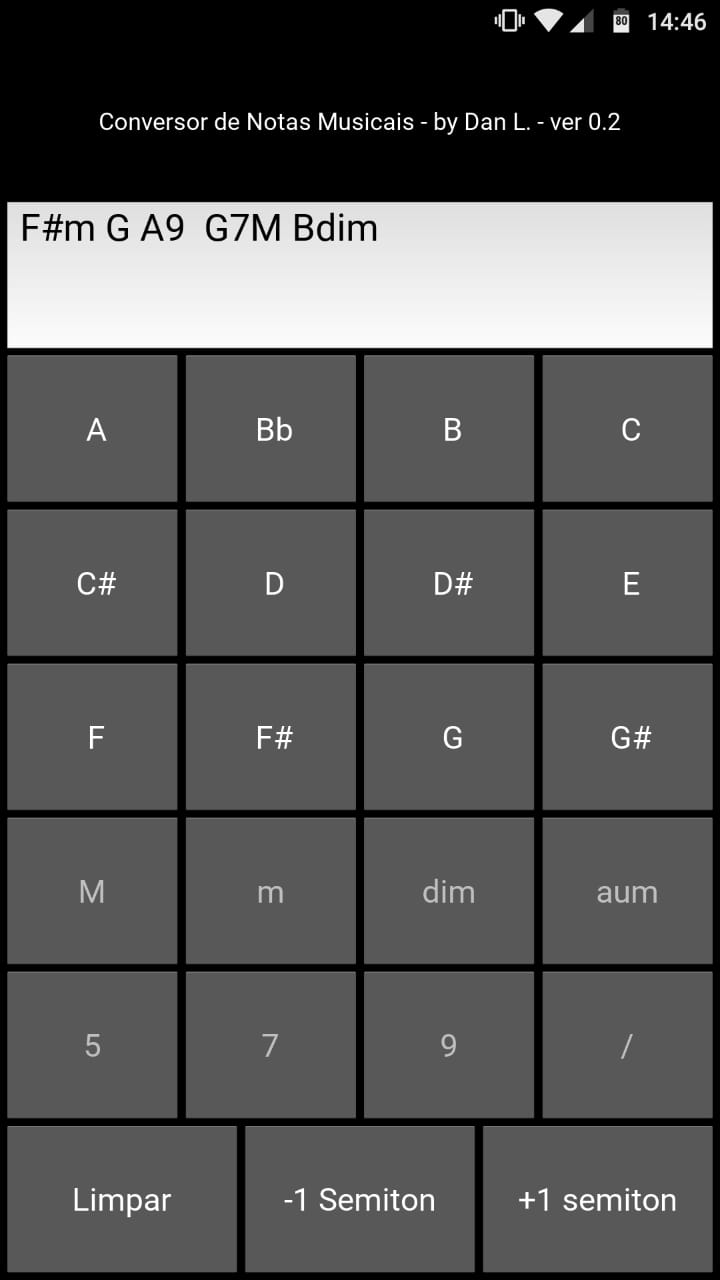 80 14:46
Conversor de Notas Musicais - by Dan L. - ver 0.2
F#m G A9  G7M Bdim
A Bb B C
C# D D# E
F F# G G#
M m dim aum
5 7 9 /
Limpar -1 Semiton +1 semiton